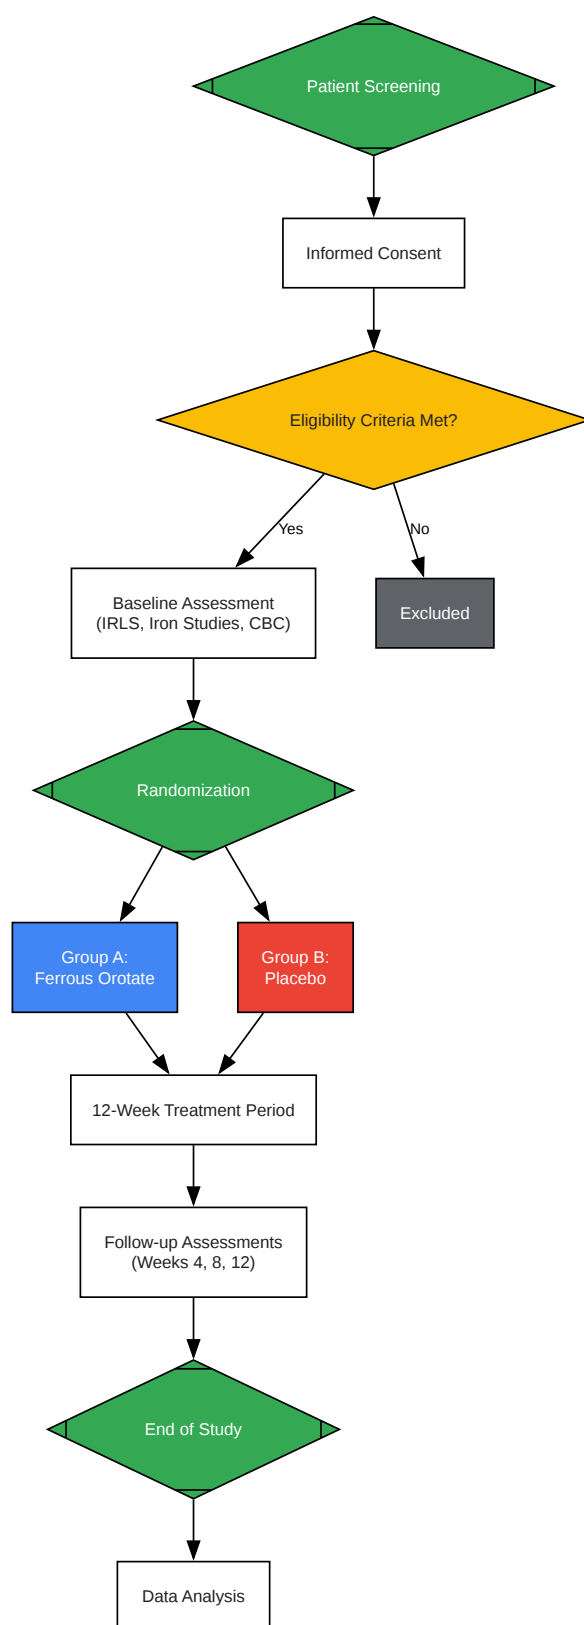 Patient Screening
Informed Consent
Eligibility Criteria Met?
Yes
No
Baseline Assessment
(IRLS, Iron Studies, CBC)
Excluded
Randomization
Group A:
Ferrous Orotate
Group B:
Placebo
12-Week Treatment Period
Follow-up Assessments
(Weeks 4, 8, 12)
End of Study
Data Analysis